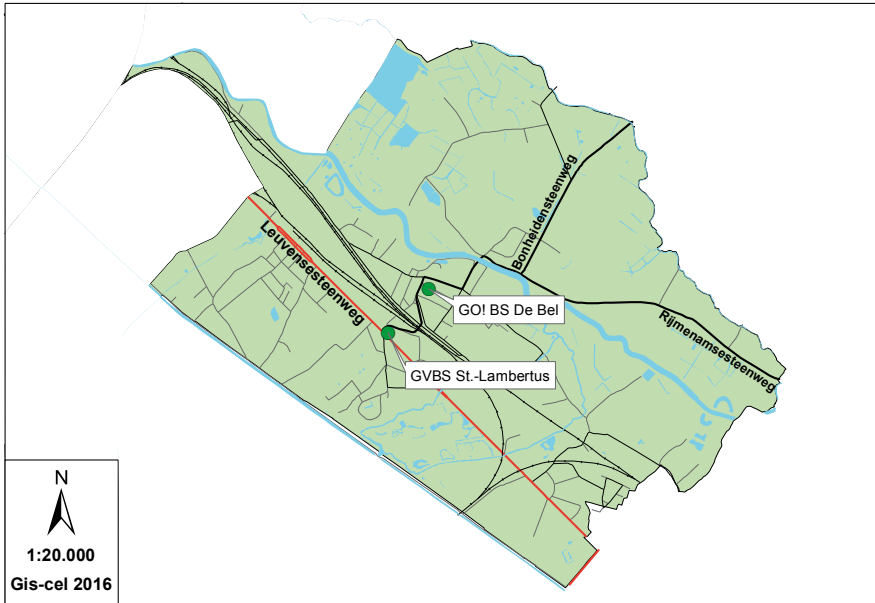 Bonheidensteenweg
Leuvensesteenweg
GO! BS De Bel
Rijmenamsesteenweg
GVBS St.-Lambertus
N
1:20.000
Gis-cel 2016